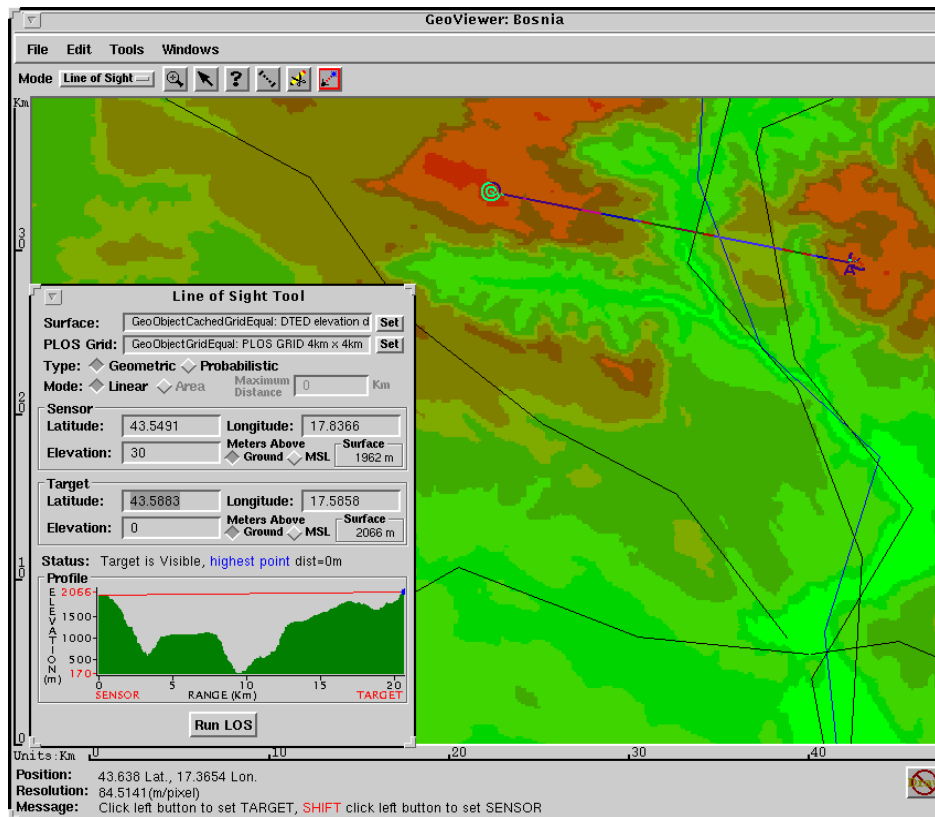 GeoViewer: Bosnia
File Edit Tools Windows
Mode Line of Sight ?
Km
30
20
10
0
Line of Sight Tool
Surface: GeoObjectCachedGridEqual: DTED elevation d Set
PLOS Grid: GeoObjectGridEqual: PLOS GRID 4km x 4km Set
Type: Geometric Probabilistic
Mode: Linear Area Maximum Distance 0 Km
Sensor
Latitude: 43.5491 Longitude: 17.8366
Elevation: 30 Meters Above Ground MSL Surface 1962 m
Target
Latitude: 43.5883 Longitude: 17.5858
Elevation: 0 Meters Above Ground MSL Surface 2066 m
Status: Target is Visible, highest point dist=0m
Profile
ELEVATION (m)
2066
1500
1000
500
170
0 5 10 15 20
SENSOR RANGE (Km) TARGET
Run LOS
Units:Km 0 10 20 30 40
Position: 43.638 Lat., 17.3654 Lon.
Resolution: 84.5141(m/pixel)
Message: Click left button to set TARGET, SHIFT click left button to set SENSOR